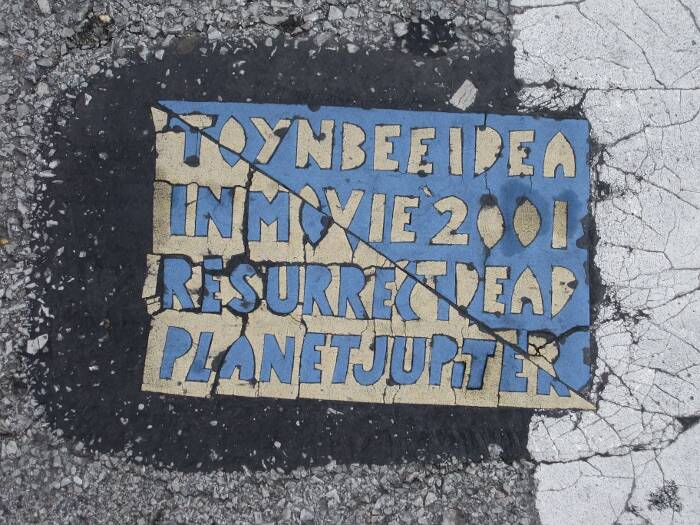 TOYNBEE IDEA
IN MOVIE 2001
RESURRECT DEAD
PLANET JUPITER